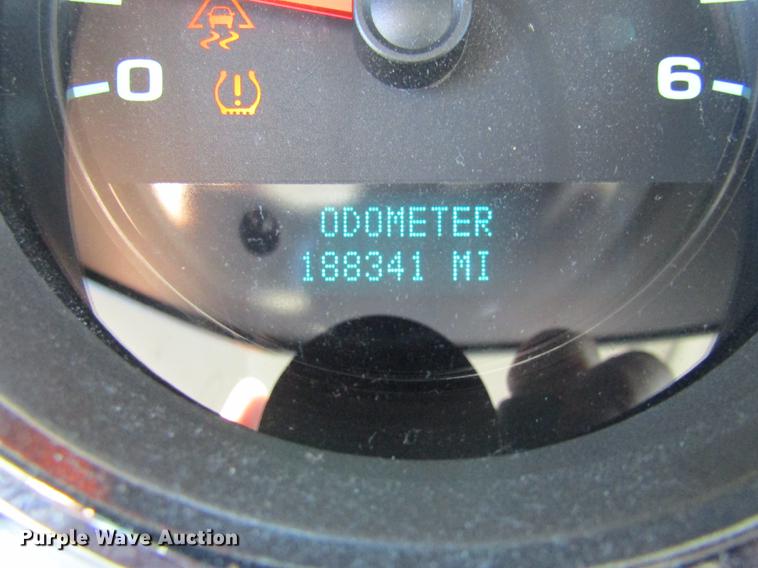 0
6
ODOMETER
188341 MI
Purple Wave Auction